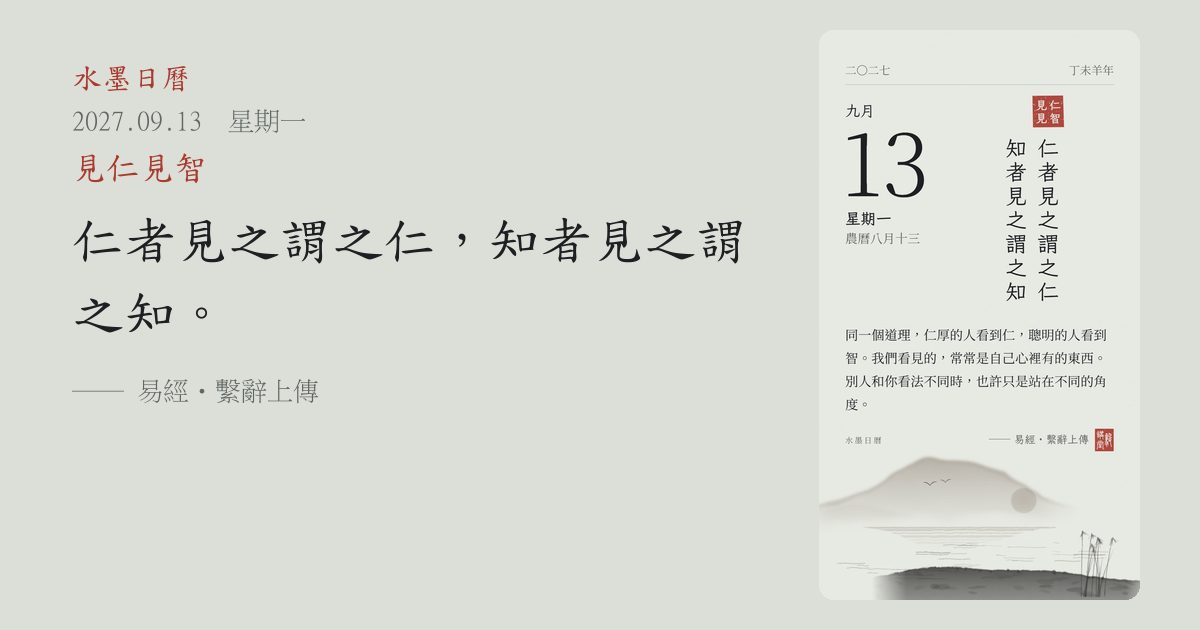 水墨日曆
2027.09.13 星期一
見仁見智
仁者見之謂之仁，知者見之謂
之知。
—— 易經・繫辭上傳
二〇二七
丁未羊年
九月
13
星期一
農曆八月十三
見仁見智
仁者見之謂之仁
知者見之謂之知
同一個道理，仁厚的人看到仁，聰明的人看到
智。我們看見的，常常是自己心裡有的東西。
別人和你看法不同時，也許只是站在不同的角
度。
水墨日曆
—— 易經・繫辭上傳